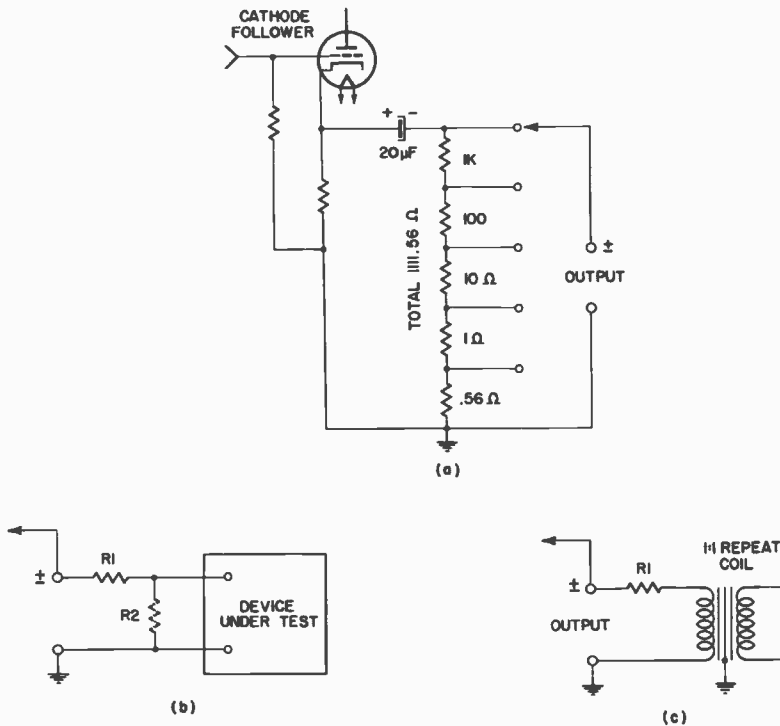 CATHODE
FOLLOWER
+ -
20µF
1K
100
10 Ω
1 Ω
.56 Ω
TOTAL 1111.56 Ω
±
OUTPUT
(a)
R1
±
R2
DEVICE
UNDER TEST
(b)
1:1 REPEAT
COIL
R1
±
OUTPUT
(c)